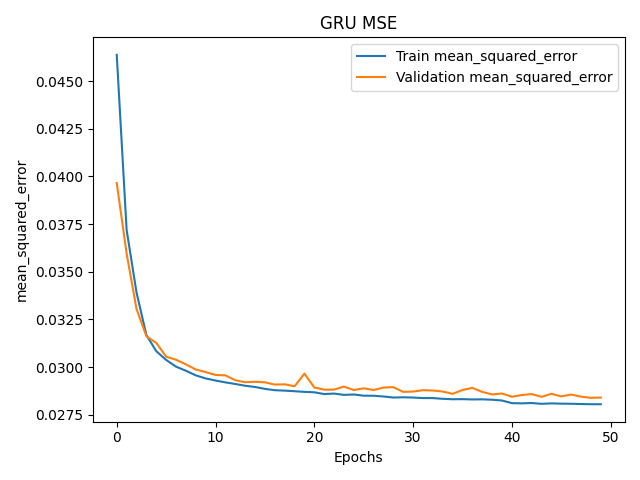 GRU MSE
Train mean_squared_error
Validation mean_squared_error
mean_squared_error
0.0450
0.0425
0.0400
0.0375
0.0350
0.0325
0.0300
0.0275
0 10 20 30 40 50
Epochs